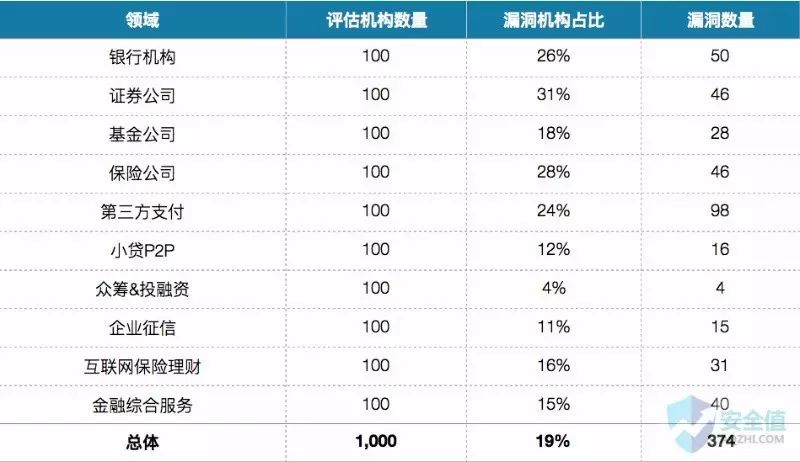 领域 评估机构数量 漏洞机构占比 漏洞数量
银行机构 100 26% 50
证券公司 100 31% 46
基金公司 100 18% 28
保险公司 100 28% 46
第三方支付 100 24% 98
小贷P2P 100 12% 16
众筹&投融资 100 4% 4
企业征信 100 11% 15
互联网保险理财 100 16% 31
金融综合服务 100 15% 40
安全值
总体 1,000 19% 374